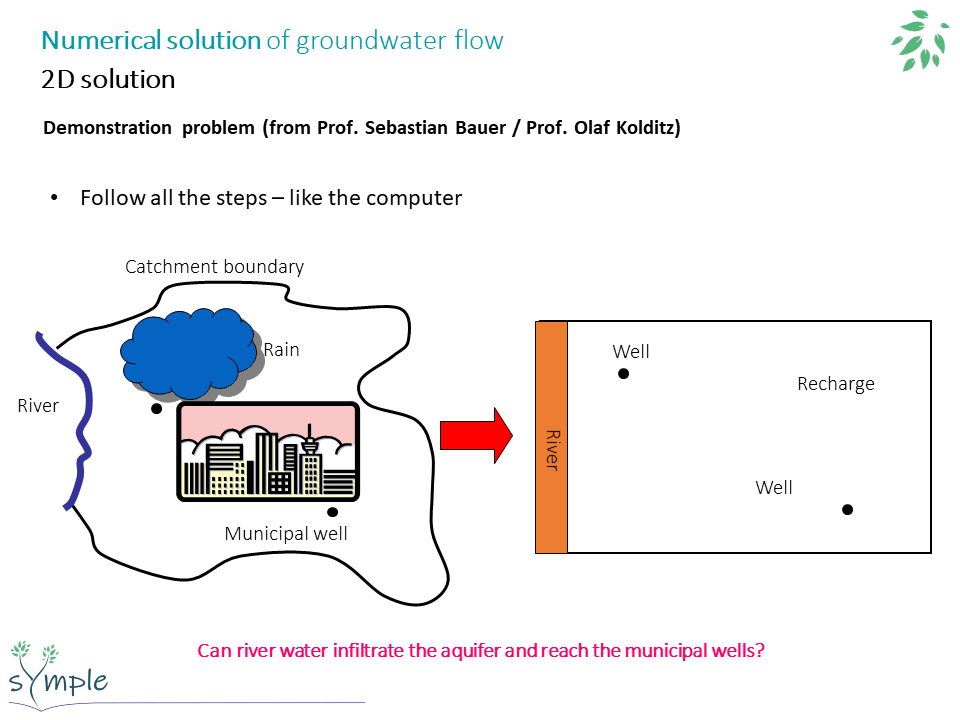 Numerical solution of groundwater flow
2D solution
Demonstration problem (from Prof. Sebastian Bauer / Prof. Olaf Kolditz)
• Follow all the steps – like the computer
Catchment boundary
Rain
River
Municipal well
Well
Recharge
River
Well
Can river water infiltrate the aquifer and reach the municipal wells?
sYmple